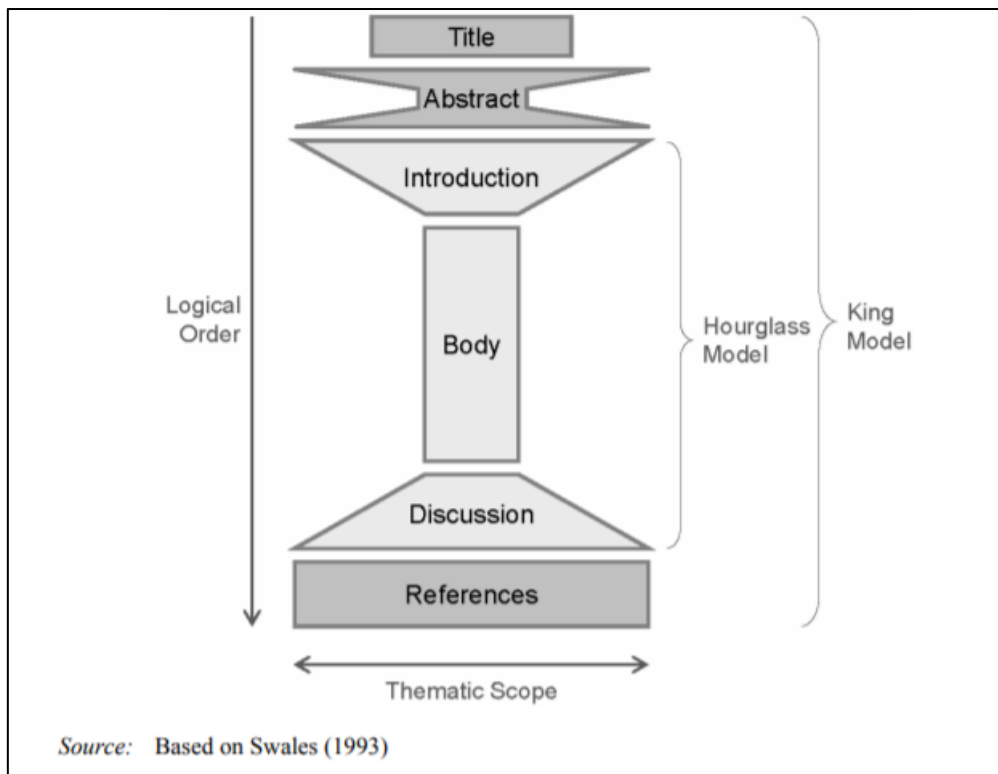 Title
Abstract
Introduction
Logical
Order
Body
Hourglass
Model
King
Model
Discussion
References
Thematic Scope
Source: Based on Swales (1993)